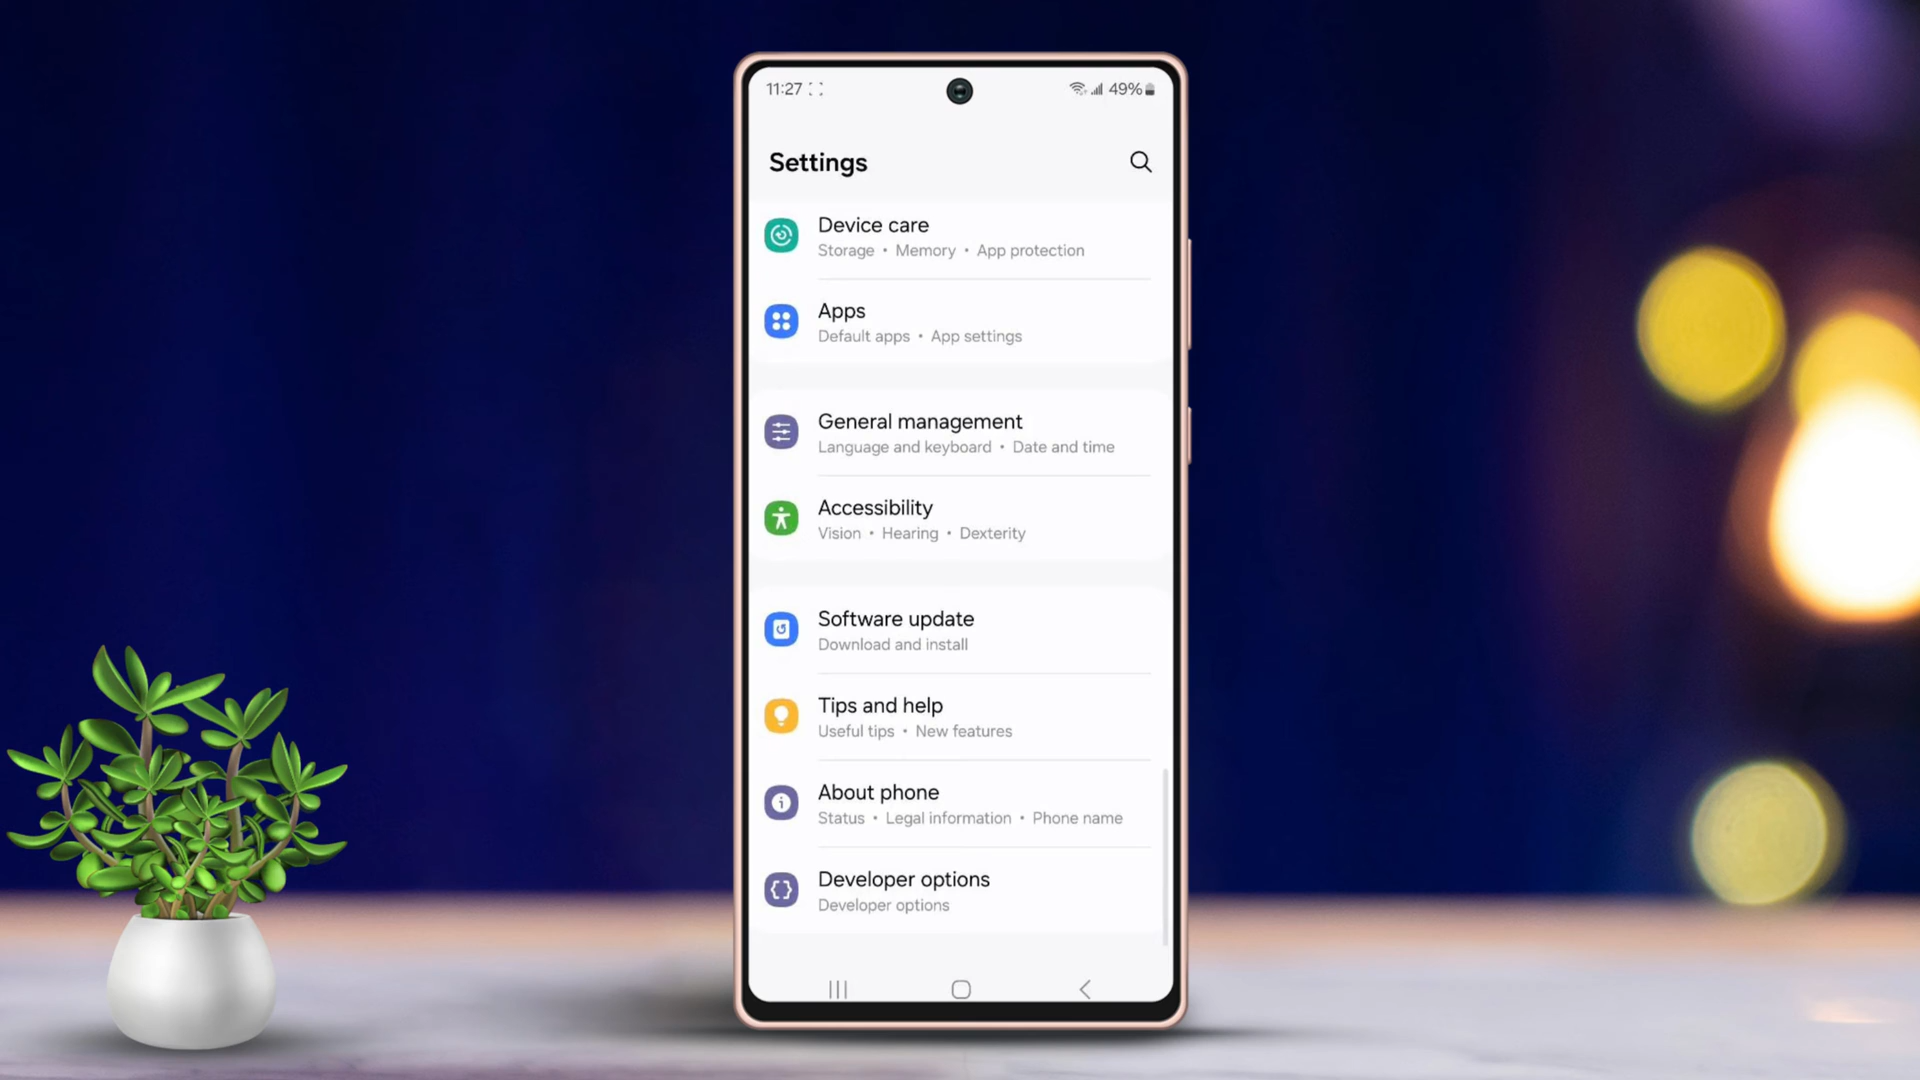 11:27
49%
Settings
Device care
Storage • Memory • App protection
Apps
Default apps • App settings
General management
Language and keyboard • Date and time
Accessibility
Vision • Hearing • Dexterity
Software update
Download and install
Tips and help
Useful tips • New features
About phone
Status • Legal information • Phone name
Developer options
Developer options